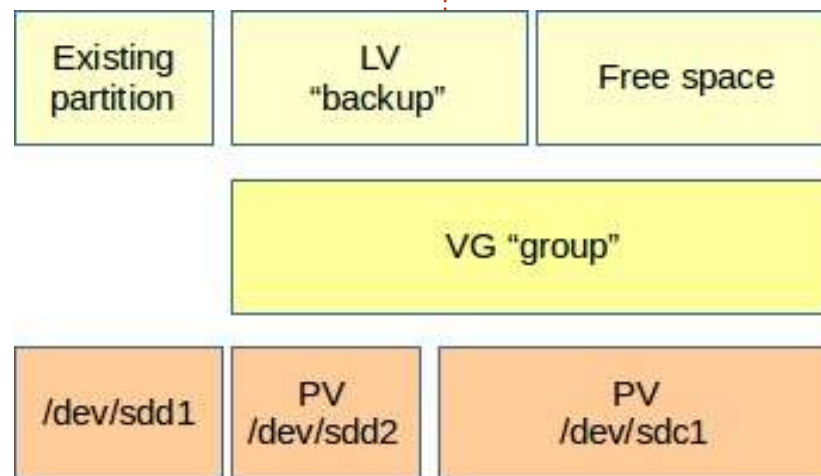 Existing
partition
LV
“backup”
Free space
VG “group”
/dev/sdd1
PV
/dev/sdd2
PV
/dev/sdc1